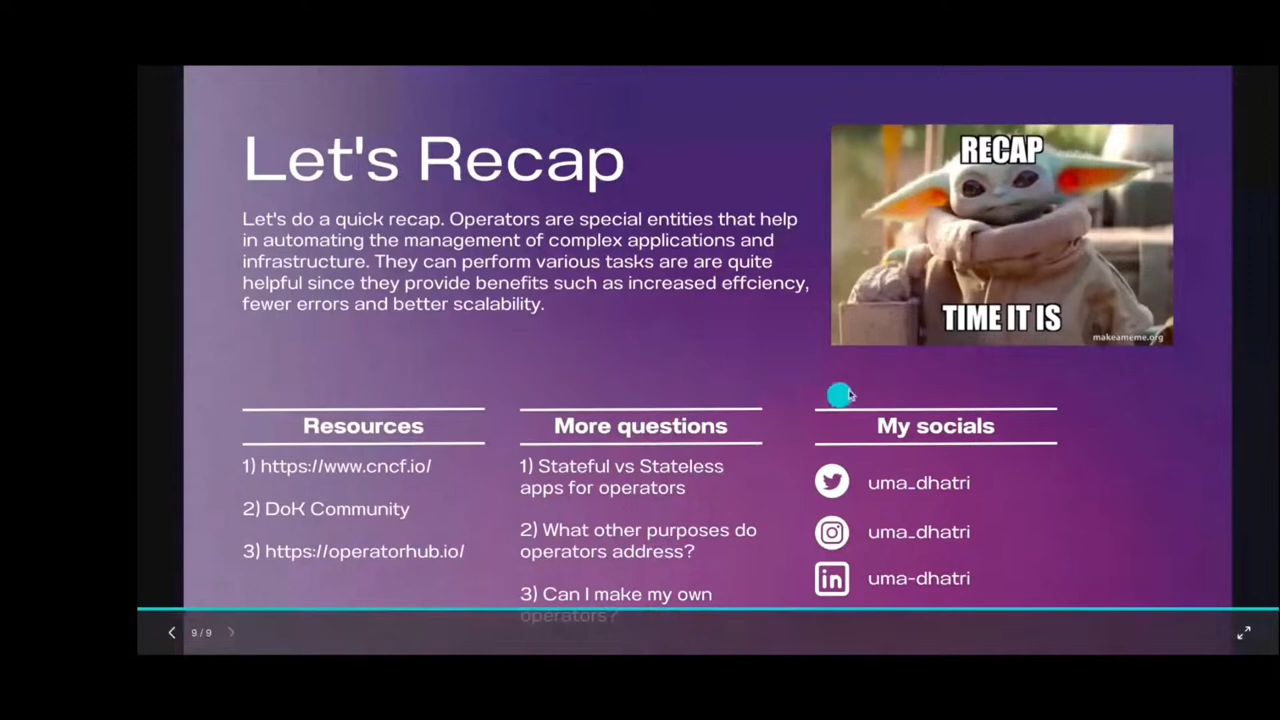 Let's Recap
Let's do a quick recap. Operators are special entities that help
in automating the management of complex applications and
infrastructure. They can perform various tasks are are quite
helpful since they provide benefits such as increased effciency,
fewer errors and better scalability.
RECAP
TIME IT IS
makeameme.org
Resources
1) https://www.cncf.io/
2) DoK Community
3) https://operatorhub.io/
More questions
1) Stateful vs Stateless
apps for operators
2) What other purposes do
operators address?
3) Can I make my own
operators?
My socials
uma_dhatri
uma_dhatri
in
uma-dhatri
9 / 9